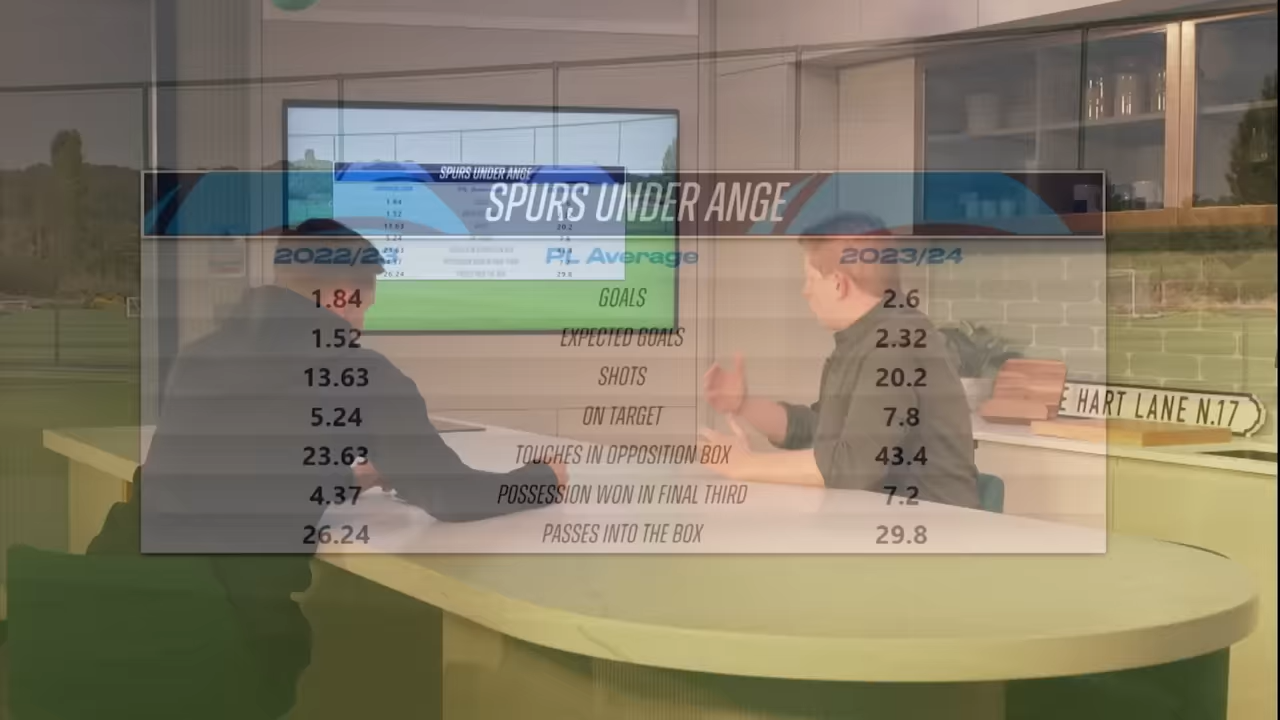 SPURS UNDER ANGE
SPURS UNDER ANGE
2022/23 PL Average 2023/24
1.84 GOALS 2.6
1.52 EXPECTED GOALS 2.32
13.63 SHOTS 20.2
5.24 ON TARGET 7.8
23.63 TOUCHES IN OPPOSITION BOX 43.4
4.37 POSSESSION WON IN FINAL THIRD 7.2
26.24 PASSES INTO THE BOX 29.8
E HART LANE N.17